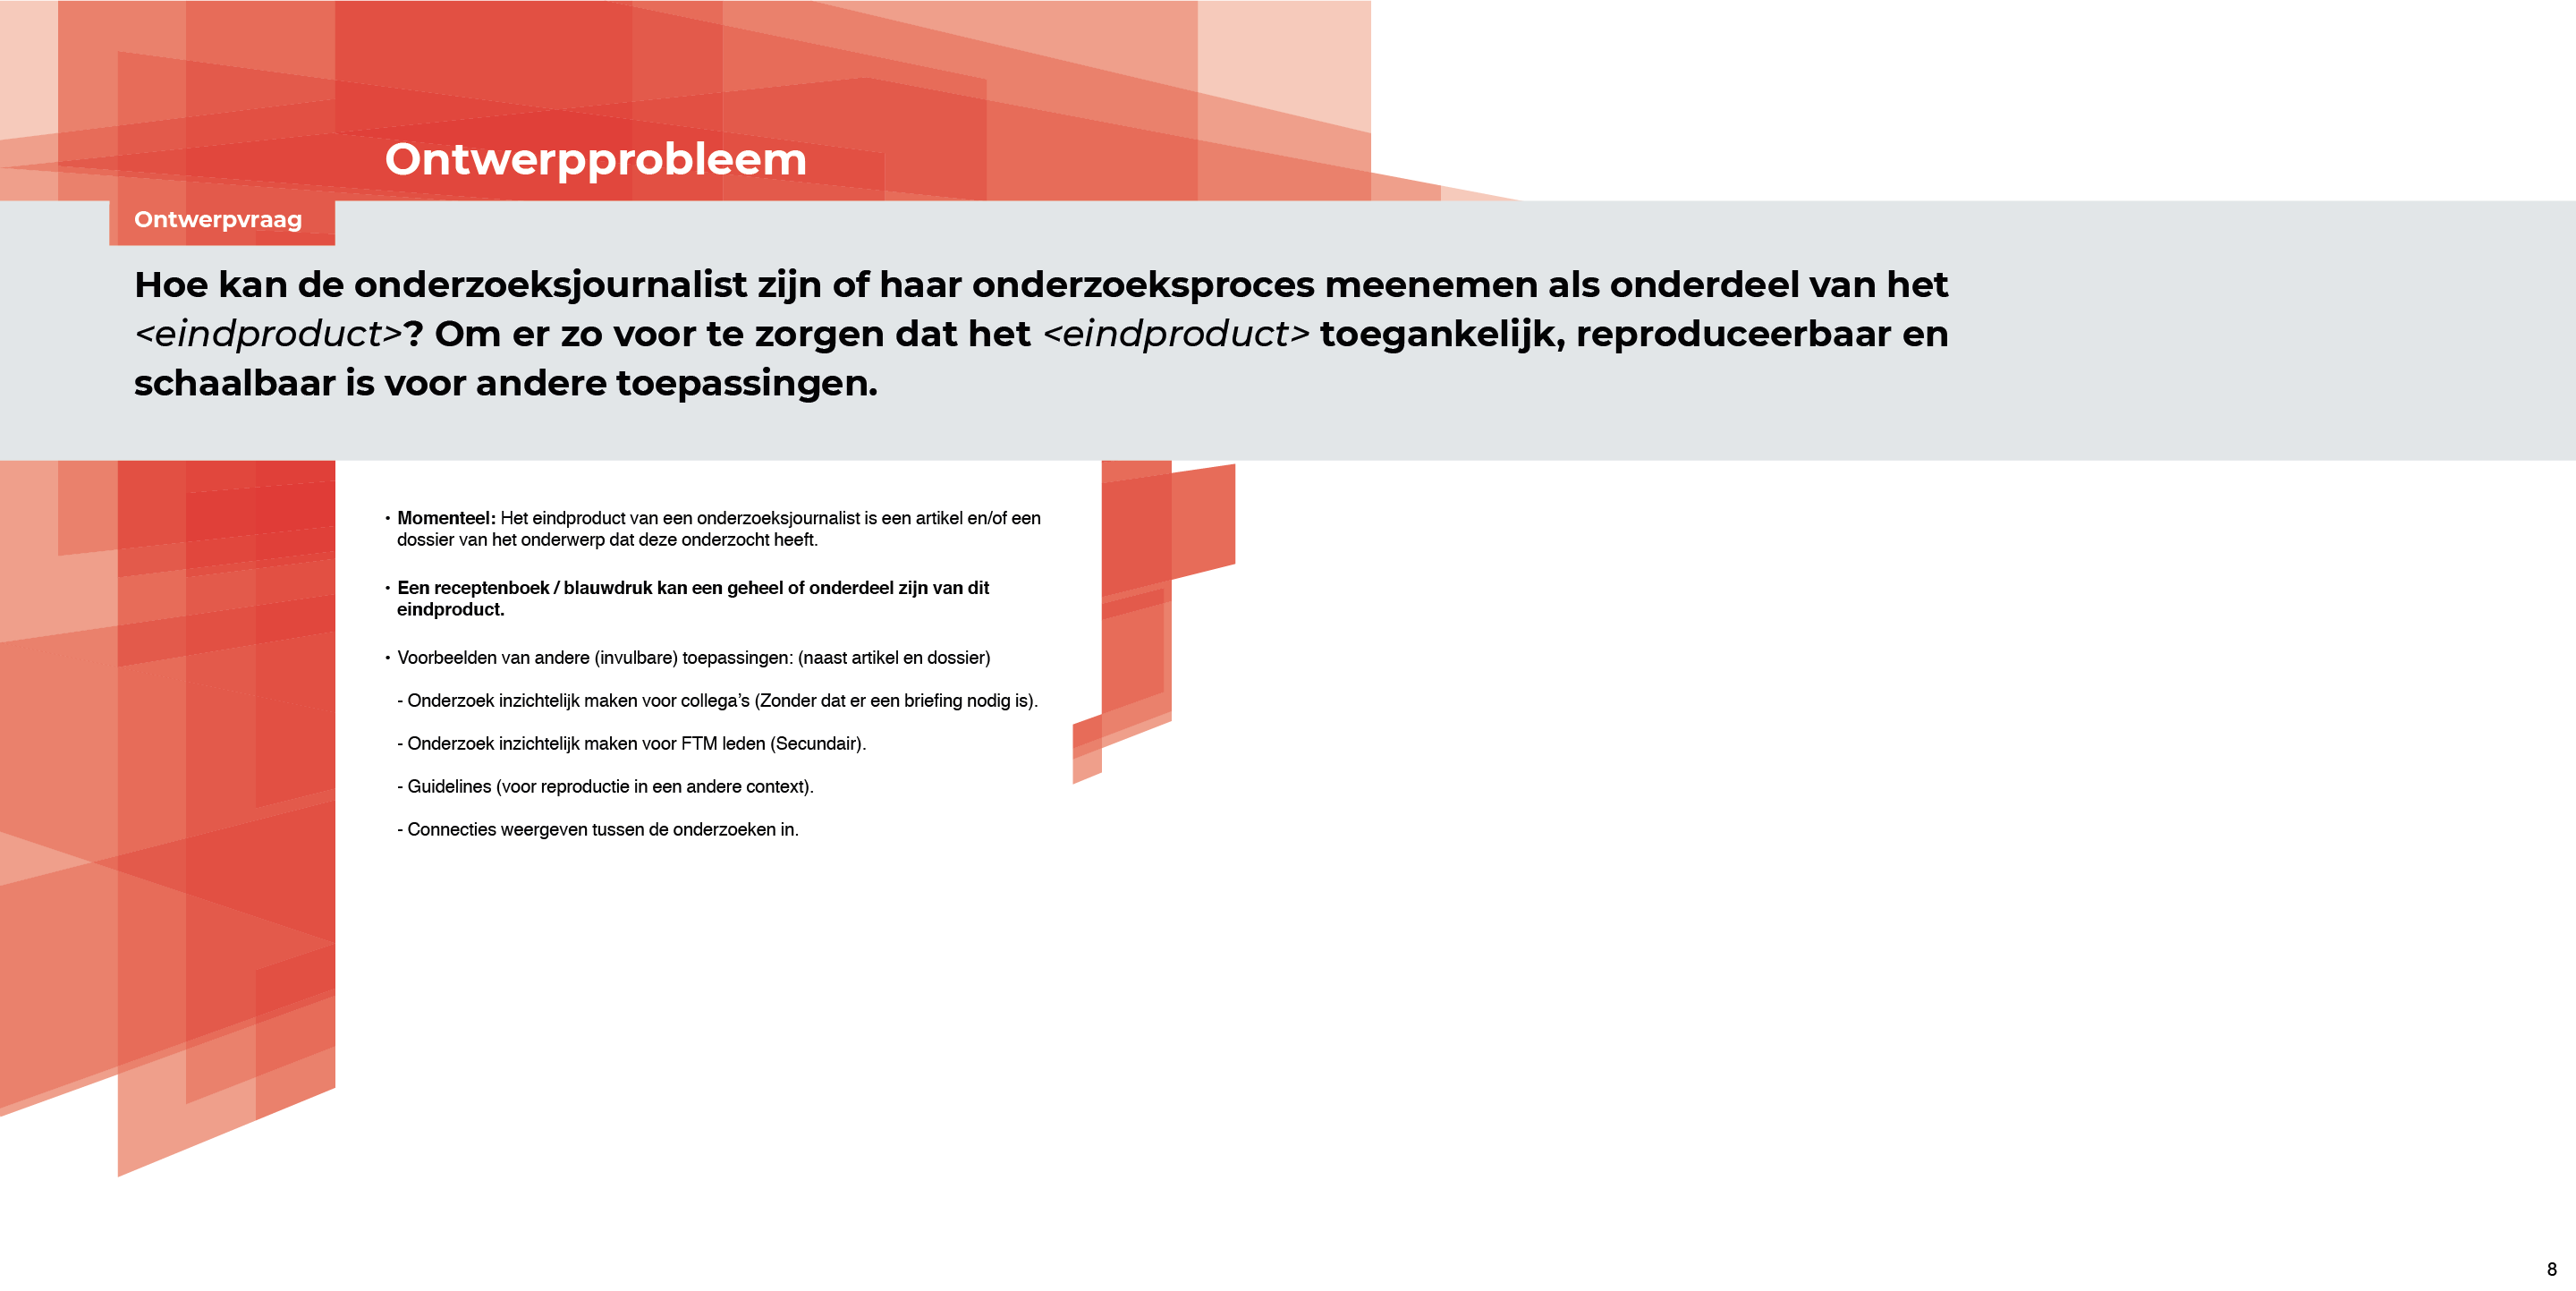 Ontwerpprobleem
Ontwerpvraag
Hoe kan de onderzoeksjournalist zijn of haar onderzoeksproces meenemen als onderdeel van het
<eindproduct>? Om er zo voor te zorgen dat het <eindproduct> toegankelijk, reproduceerbaar en
schaalbaar is voor andere toepassingen.
• Momenteel: Het eindproduct van een onderzoeksjournalist is een artikel en/of een
dossier van het onderwerp dat deze onderzocht heeft.
• Een receptenboek / blauwdruk kan een geheel of onderdeel zijn van dit
eindproduct.
• Voorbeelden van andere (invulbare) toepassingen: (naast artikel en dossier)
- Onderzoek inzichtelijk maken voor collega’s (Zonder dat er een briefing nodig is).
- Onderzoek inzichtelijk maken voor FTM leden (Secundair).
- Guidelines (voor reproductie in een andere context).
- Connecties weergeven tussen de onderzoeken in.
8